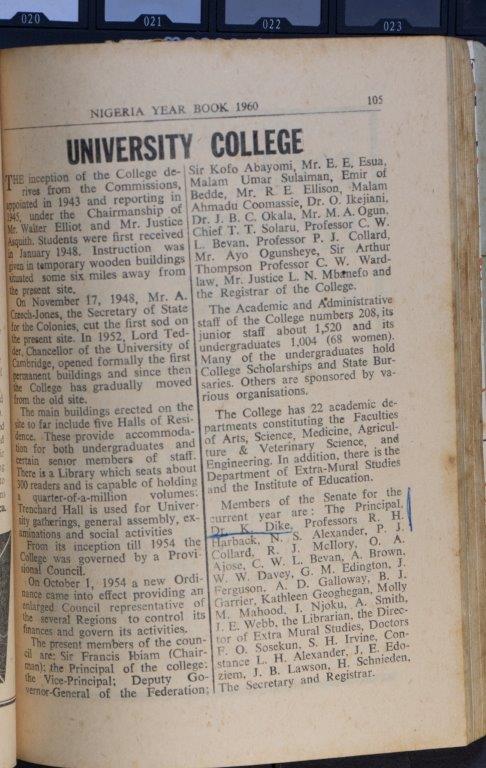 020
021
022
023
NIGERIA YEAR BOOK 1960
105
UNIVERSITY COLLEGE
THE inception of the College de-
rives from the Commissions,
appointed in 1943 and reporting in
1945, under the Chairmanship of
Mr. Walter Elliot and Mr. Justice
Asquith. Students were first received
in January 1948. Instruction was
given in temporary wooden buildings
situated some six miles away from
the present site.
On November 17, 1948, Mr. A.
Creech-Jones, the Secretary of State
for the Colonies, cut the first sod on
the present site. In 1952, Lord Ted-
der, Chancellor of the University of
Cambridge, opened formally the first
permanent buildings and since then
the College has gradually moved
from the old site.
The main buildings erected on the
site so far include five Halls of Resi-
dence. These provide accommoda-
tion for both undergraduates and
certain senior members of staff.
There is a Library which seats about
300 readers and is capable of holding
a quarter-of-a-million volumes:
Trenchard Hall is used for Univer-
sity gatherings, general assembly, ex-
aminations and social activities
From its inception till 1954 the
College was governed by a Provi-
sional Council.
On October 1, 1954 a new Ordi-
nance came into effect providing an
enlarged Council representative of
the several Regions to control its
finances and govern its activities.
The present members of the coun-
cil are: Sir Francis Ibiam (Chair-
man); the Principal of the college:
the Vice-Principal; Deputy Go-
vernor-General of the Federation;
Sir Kofo Abayomi, Mr. E. E. Esua,
Malam Umar Sulaiman, Emir of
Bedde, Mr. R E Ellison, Malam
Ahmadu Coomassie, Dr. O. Ikejiani,
Dr. J. B. C. Okala, Mr. M. A. Ogun,
Chief T. T. Solaru, Professor C. W.
L. Bevan, Professor P. J. Collard,
Mr. Ayo Ogunsheye, Sir Arthur
Thompson Professor C. W. Ward-
law, Mr. Justice L. N. Mbanefo and
the Registrar of the College.
The Academic and Administrative
staff of the College numbers 208, its
junior staff about 1,520 and its
undergraduates 1,004 (68 women).
Many of the undergraduates hold
College Scholarships and State Bur-
saries. Others are sponsored by va-
rious organisations.
The College has 22 academic de-
partments constituting the Faculties
of Arts, Science, Medicine, Agricul-
ture & Veterinary Science, and
Engineering. In addition, there is the
Department of Extra-Mural Studies
and the Institute of Education.
Members of the Senate for the
current year are: The Principal,
Dr. K. Dike, Professors R. H.
Harback, N. S. Alexander, P. J.
Collard, R. J. McIlory, O. A.
Ajose, C. W. L. Bevan, A. Brown,
W. W. Davey, G. M. Edington, J.
Ferguson, A. D. Galloway, B. J.
Garrier, Kathleen Geoghegan, Molly
M. Mahood, I. Njoku, A. Smith,
J. E. Webb, the Librarian, the Direc-
tor of Extra Mural Studies, Doctors
F. O. Sosekun, S. H. Irvine, Con-
stance L. H. Alexander, J. E. Edo-
ziem, J. B. Lawson, H. Schnieden,
The Secretary and Registrar.